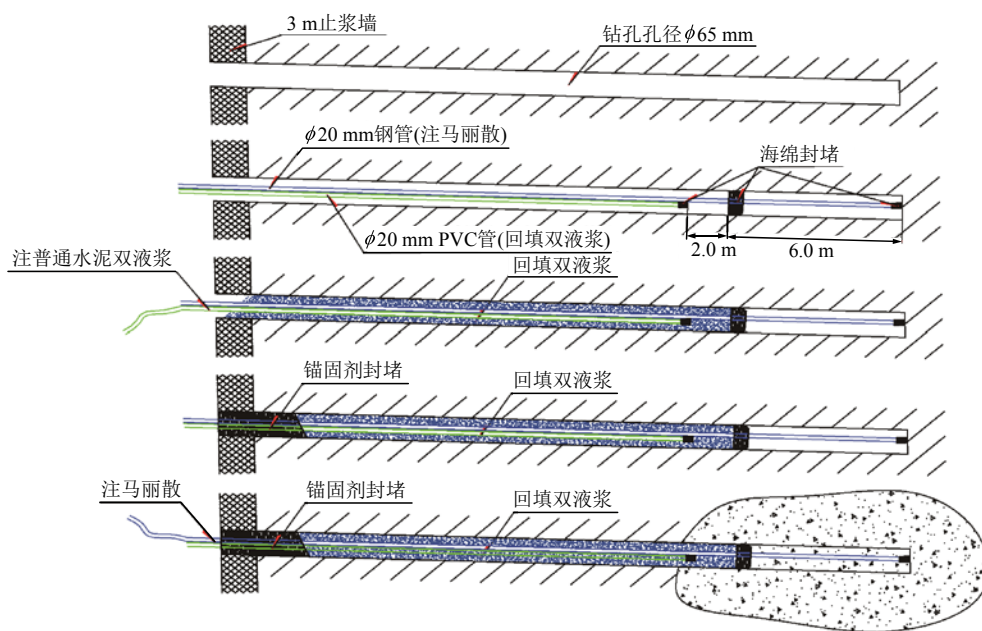 3 m止浆墙
钻孔孔径ϕ65 mm
ϕ20 mm钢管(注马丽散)
海绵封堵
ϕ20 mm PVC管(回填双液浆)
2.0 m
6.0 m
注普通水泥双液浆
回填双液浆
锚固剂封堵
回填双液浆
注马丽散
锚固剂封堵
回填双液浆